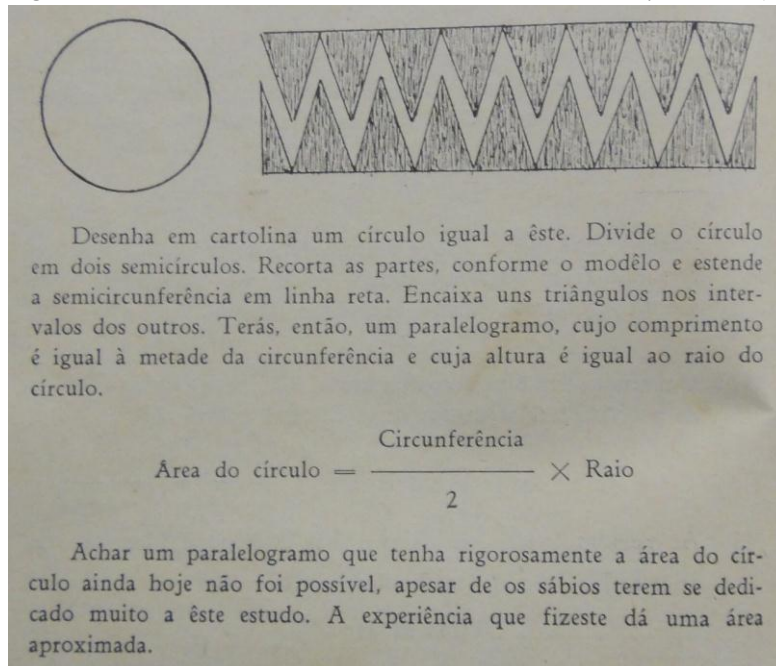 Desenha em cartolina um círculo igual a êste. Divide o círculo
em dois semicírculos. Recorta as partes, conforme o modêlo e estende
a semicircunferência em linha reta. Encaixa uns triângulos nos inter-
valos dos outros. Terás, então, um paralelogramo, cujo comprimento
é igual à metade da circunferência e cuja altura é igual ao raio do
círculo.
Circunferência
Área do círculo = ———— × Raio
2
Achar um paralelogramo que tenha rigorosamente a área do cír-
culo ainda hoje não foi possível, apesar de os sábios terem se dedi-
cado muito a êste estudo. A experiência que fizeste dá uma área
aproximada.